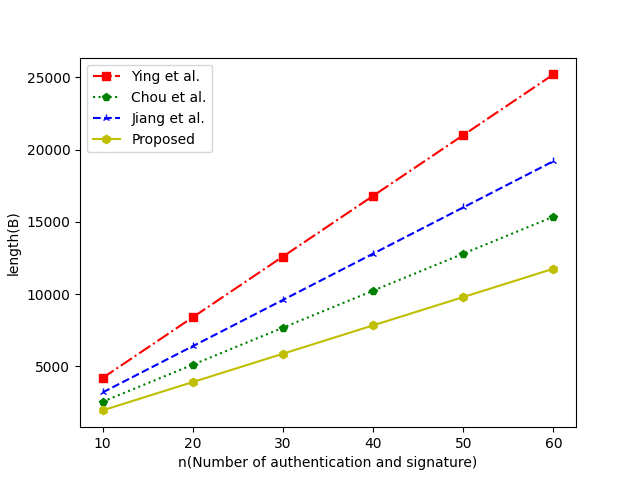 Ying et al.
Chou et al.
Jiang et al.
Proposed
length(B)
25000
20000
15000
10000
5000
10 20 30 40 50 60
n(Number of authentication and signature)